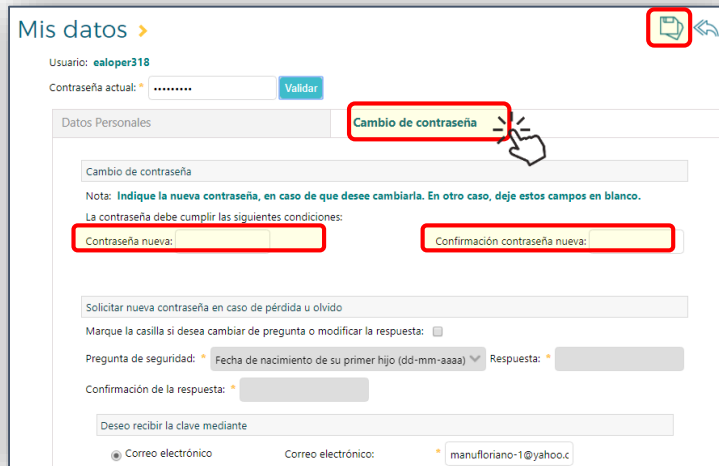 Mis datos >
Usuario: ealoper318
Contraseña actual: * ......... Validar
Datos Personales Cambio de contraseña
Cambio de contraseña
Nota: Indique la nueva contraseña, en caso de que desee cambiarla. En otro caso, deje estos campos en blanco.
La contraseña debe cumplir las siguientes condiciones:
Contraseña nueva: Confirmación contraseña nueva:
Solicitar nueva contraseña en caso de pérdida u olvido
Marque la casilla si desea cambiar de pregunta o modificar la respuesta:
Pregunta de seguridad: * Fecha de nacimiento de su primer hijo (dd-mm-aaaa) Respuesta: *
Confirmación de la respuesta: *
Deseo recibir la clave mediante
Correo electrónico Correo electrónico: * manufloriano-1@yahoo.c